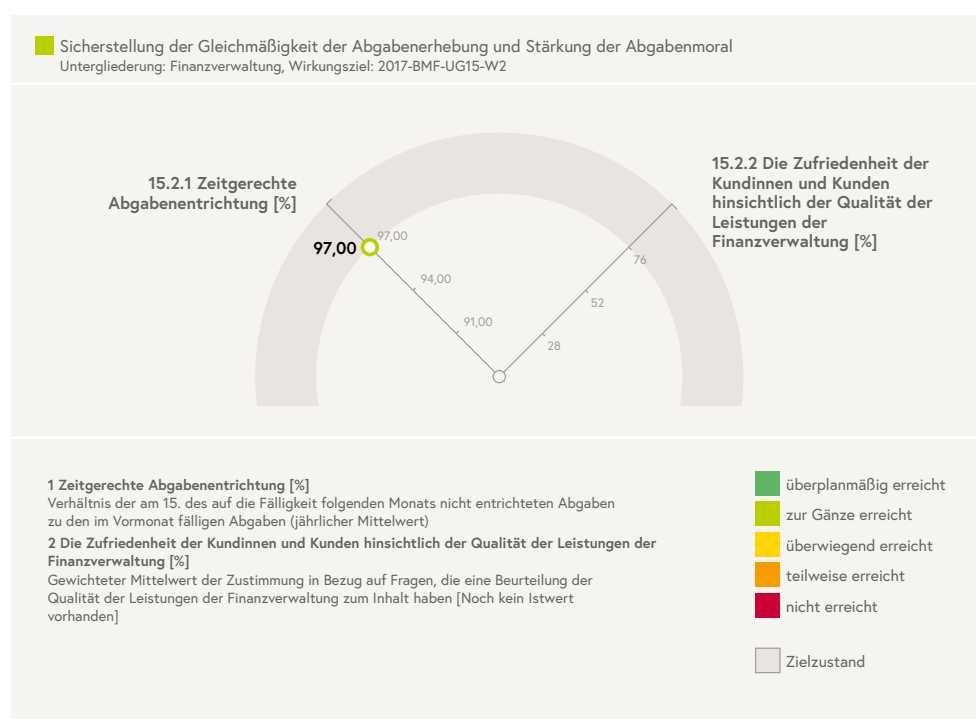 Sicherstellung der Gleichmäßigkeit der Abgabenerhebung und Stärkung der Abgabenmoral
Untergliederung: Finanzverwaltung, Wirkungsziel: 2017-BMF-UG15-W2
15.2.1 Zeitgerechte
Abgabenentrichtung [%]
15.2.2 Die Zufriedenheit der
Kundinnen und Kunden
hinsichtlich der Qualität der
Leistungen der
Finanzverwaltung [%]
97,00
97,00
94,00
91,00
76
52
28
1 Zeitgerechte Abgabenentrichtung [%]
Verhältnis der am 15. des auf die Fälligkeit folgenden Monats nicht entrichteten Abgaben
zu den im Vormonat fälligen Abgaben (jährlicher Mittelwert)
2 Die Zufriedenheit der Kundinnen und Kunden hinsichtlich der Qualität der Leistungen der
Finanzverwaltung [%]
Gewichteter Mittelwert der Zustimmung in Bezug auf Fragen, die eine Beurteilung der
Qualität der Leistungen der Finanzverwaltung zum Inhalt haben [Noch kein Istwert
vorhanden]
überplanmäßig erreicht
zur Gänze erreicht
überwiegend erreicht
teilweise erreicht
nicht erreicht
Zielzustand